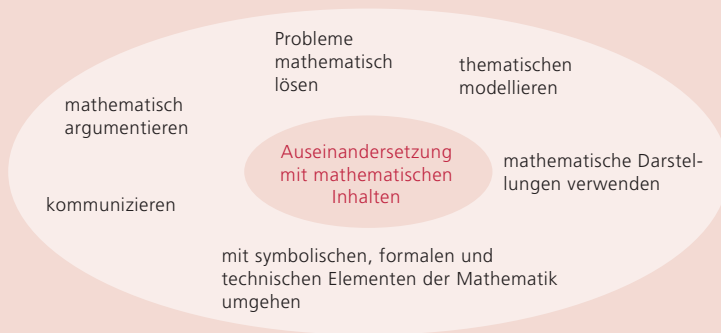 Probleme
mathematisch
lösen
thematischen
modellieren
mathematisch
argumentieren
Auseinandersetzung
mit mathematischen
Inhalten
mathematische Darstel-
lungen verwenden
kommunizieren
mit symbolischen, formalen und
technischen Elementen der Mathematik
umgehen